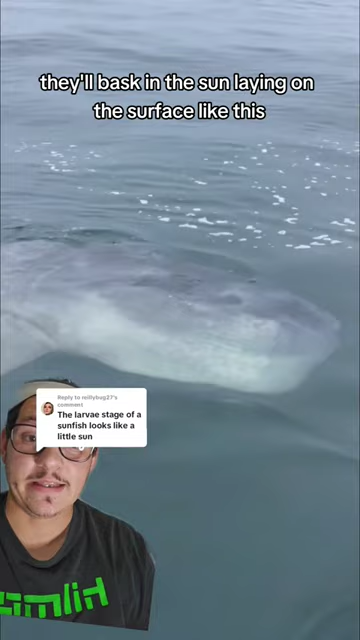 they'll bask in the sun laying on
the surface like this
Reply to reillybug27's
comment
The larvae stage of a
sunfish looks like a
little sun